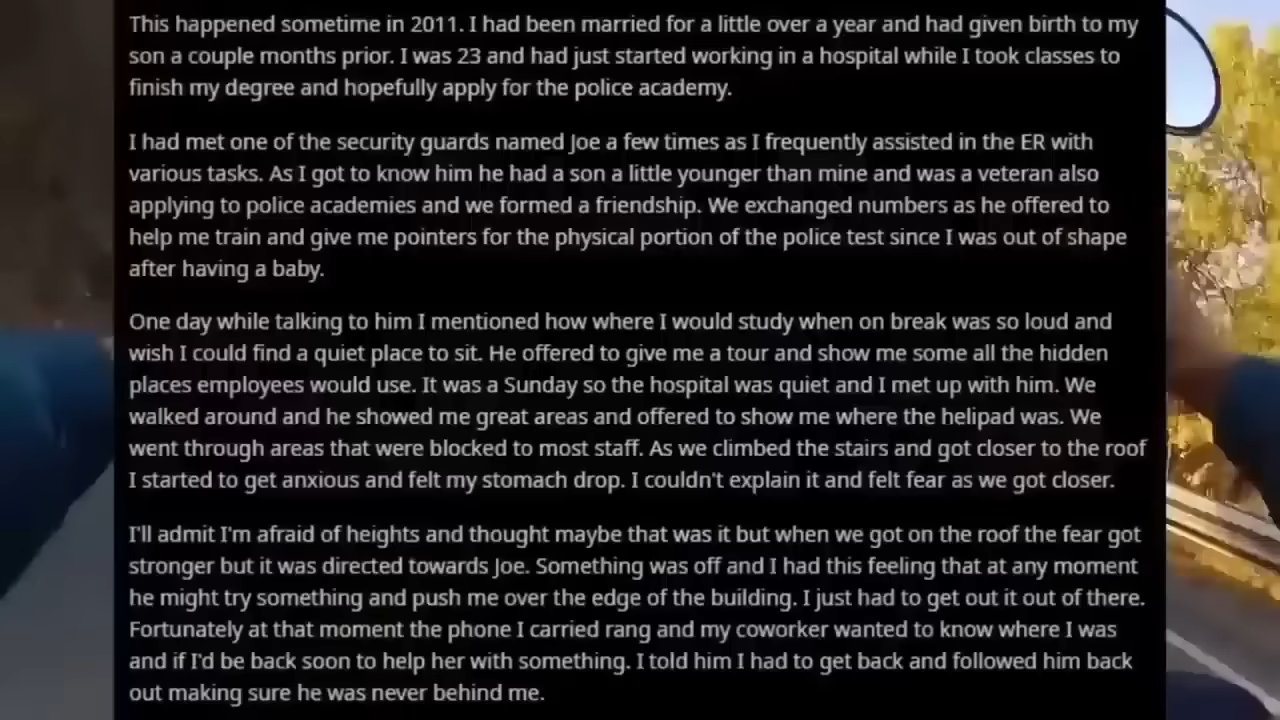 This happened sometime in 2011. I had been married for a little over a year and had given birth to my
son a couple months prior. I was 23 and had just started working in a hospital while I took classes to
finish my degree and hopefully apply for the police academy.
I had met one of the security guards named Joe a few times as I frequently assisted in the ER with
various tasks. As I got to know him he had a son a little younger than mine and was a veteran also
applying to police academies and we formed a friendship. We exchanged numbers as he offered to
help me train and give me pointers for the physical portion of the police test since I was out of shape
after having a baby.
One day while talking to him I mentioned how where I would study when on break was so loud and
wish I could find a quiet place to sit. He offered to give me a tour and show me some all the hidden
places employees would use. It was a Sunday so the hospital was quiet and I met up with him. We
walked around and he showed me great areas and offered to show me where the helipad was. We
went through areas that were blocked to most staff. As we climbed the stairs and got closer to the roof
I started to get anxious and felt my stomach drop. I couldn't explain it and felt fear as we got closer.
I'll admit I'm afraid of heights and thought maybe that was it but when we got on the roof the fear got
stronger but it was directed towards Joe. Something was off and I had this feeling that at any moment
he might try something and push me over the edge of the building. I just had to get out it out of there.
Fortunately at that moment the phone I carried rang and my coworker wanted to know where I was
and if I'd be back soon to help her with something. I told him I had to get back and followed him back
out making sure he was never behind me.